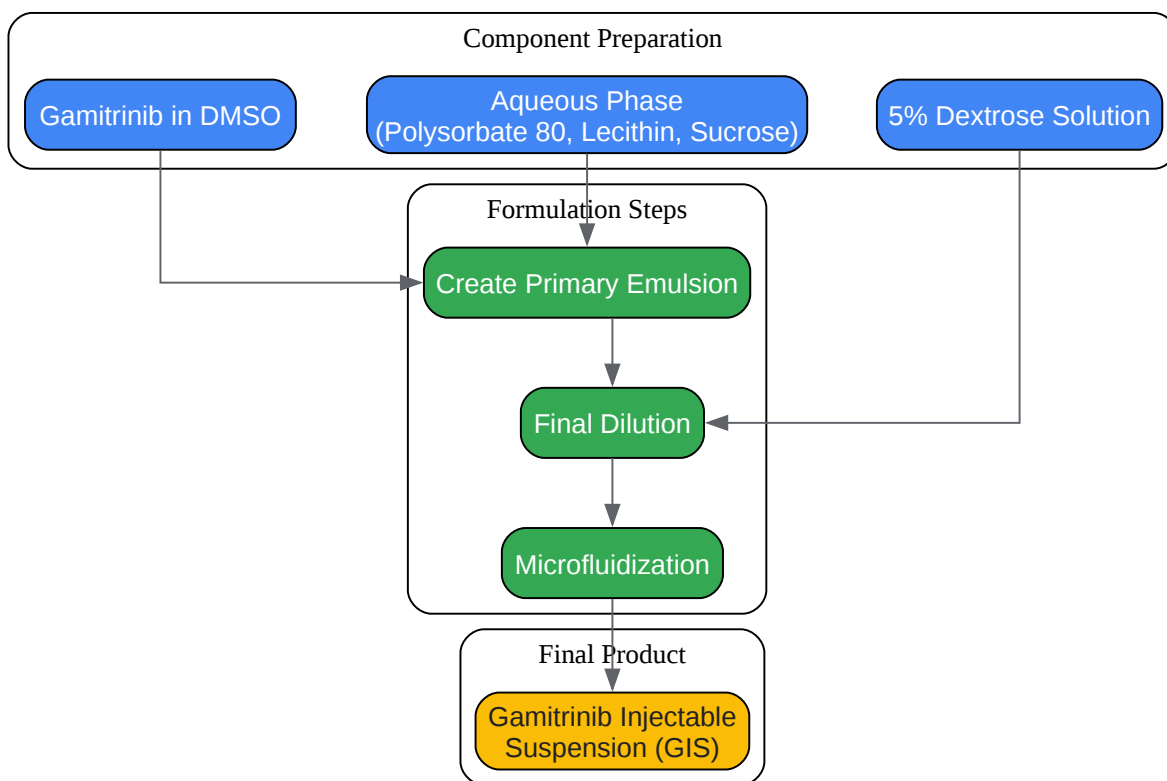 Component Preparation
Gamitrinib in DMSO
Aqueous Phase
(Polysorbate 80, Lecithin, Sucrose)
5% Dextrose Solution
Formulation Steps
Create Primary Emulsion
Final Dilution
Microfluidization
Final Product
Gamitrinib Injectable
Suspension (GIS)